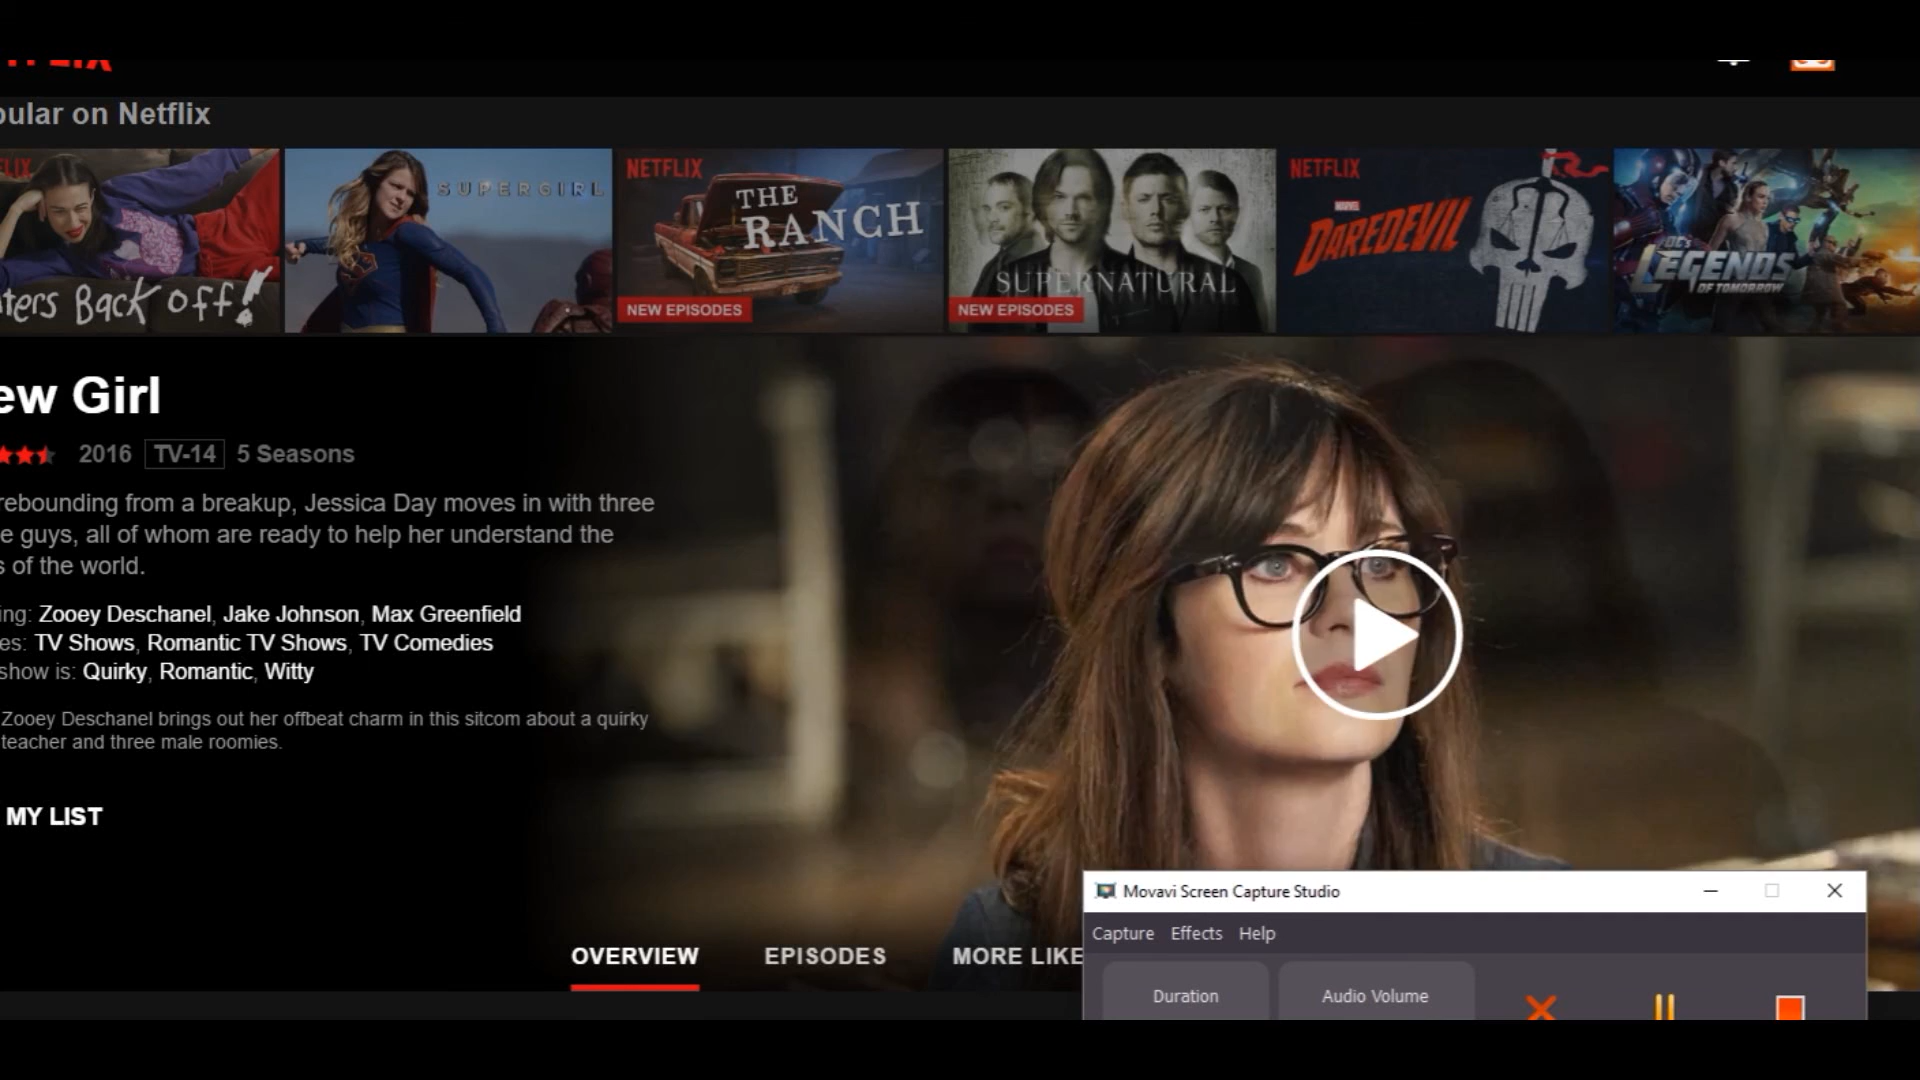 pular on Netflix
SUPERGIRL
NETFLIX
THE
RANCH
NEW EPISODES
SUPERNATURAL
NEW EPISODES
NETFLIX
MARVEL
DAREDEVIL
DC's
LEGENDS
OF TOMORROW
ters Back off!
ew Girl
2016 TV-14 5 Seasons
rebounding from a breakup, Jessica Day moves in with three
e guys, all of whom are ready to help her understand the
s of the world.
ing: Zooey Deschanel, Jake Johnson, Max Greenfield
es: TV Shows, Romantic TV Shows, TV Comedies
show is: Quirky, Romantic, Witty
Zooey Deschanel brings out her offbeat charm in this sitcom about a quirky
teacher and three male roomies.
MY LIST
OVERVIEW EPISODES MORE LIKE
Movavi Screen Capture Studio
Capture Effects Help
Duration Audio Volume